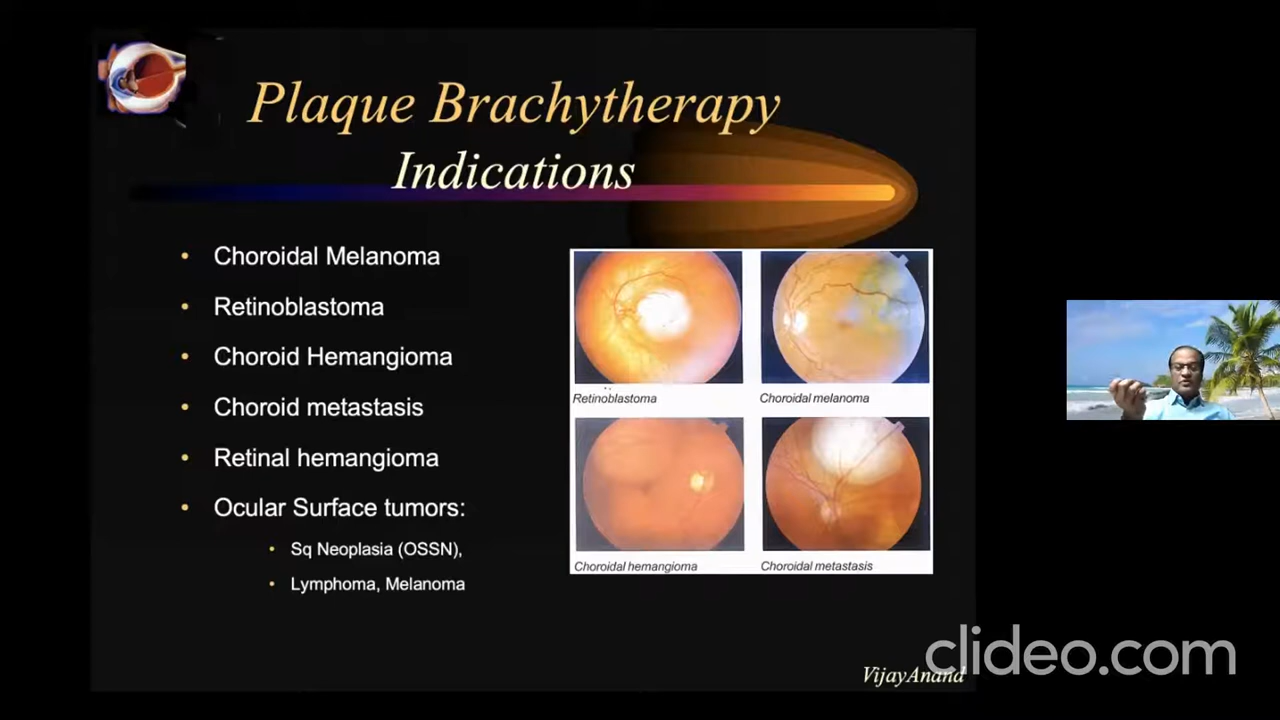 Plaque Brachytherapy
Indications
• Choroidal Melanoma
• Retinoblastoma
• Choroid Hemangioma
• Choroid metastasis
• Retinal hemangioma
• Ocular Surface tumors:
• Sq Neoplasia (OSSN),
• Lymphoma, Melanoma
Retinoblastoma
Choroidal melanoma
Choroidal hemangioma
Choroidal metastasis
VijayAnand
clideo.com